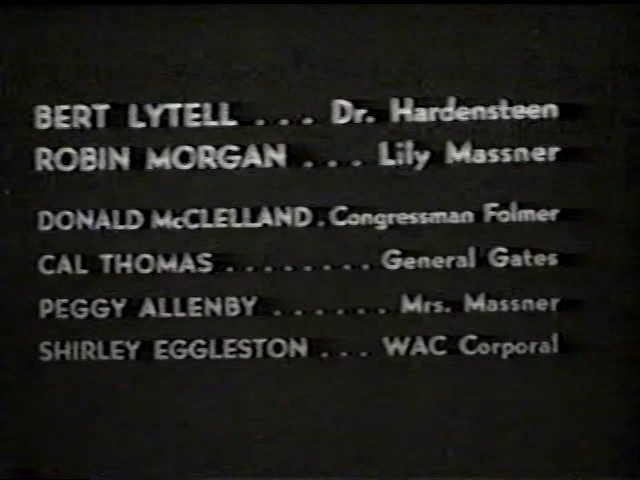 BERT LYTELL . . . Dr. Hardensteen
ROBIN MORGAN . . . Lily Massner
DONALD McCLELLAND . Congressman Folmer
CAL THOMAS . . . . . . . . General Gates
PEGGY ALLENBY . . . . . . Mrs. Massner
SHIRLEY EGGLESTON . . . WAC Corporal